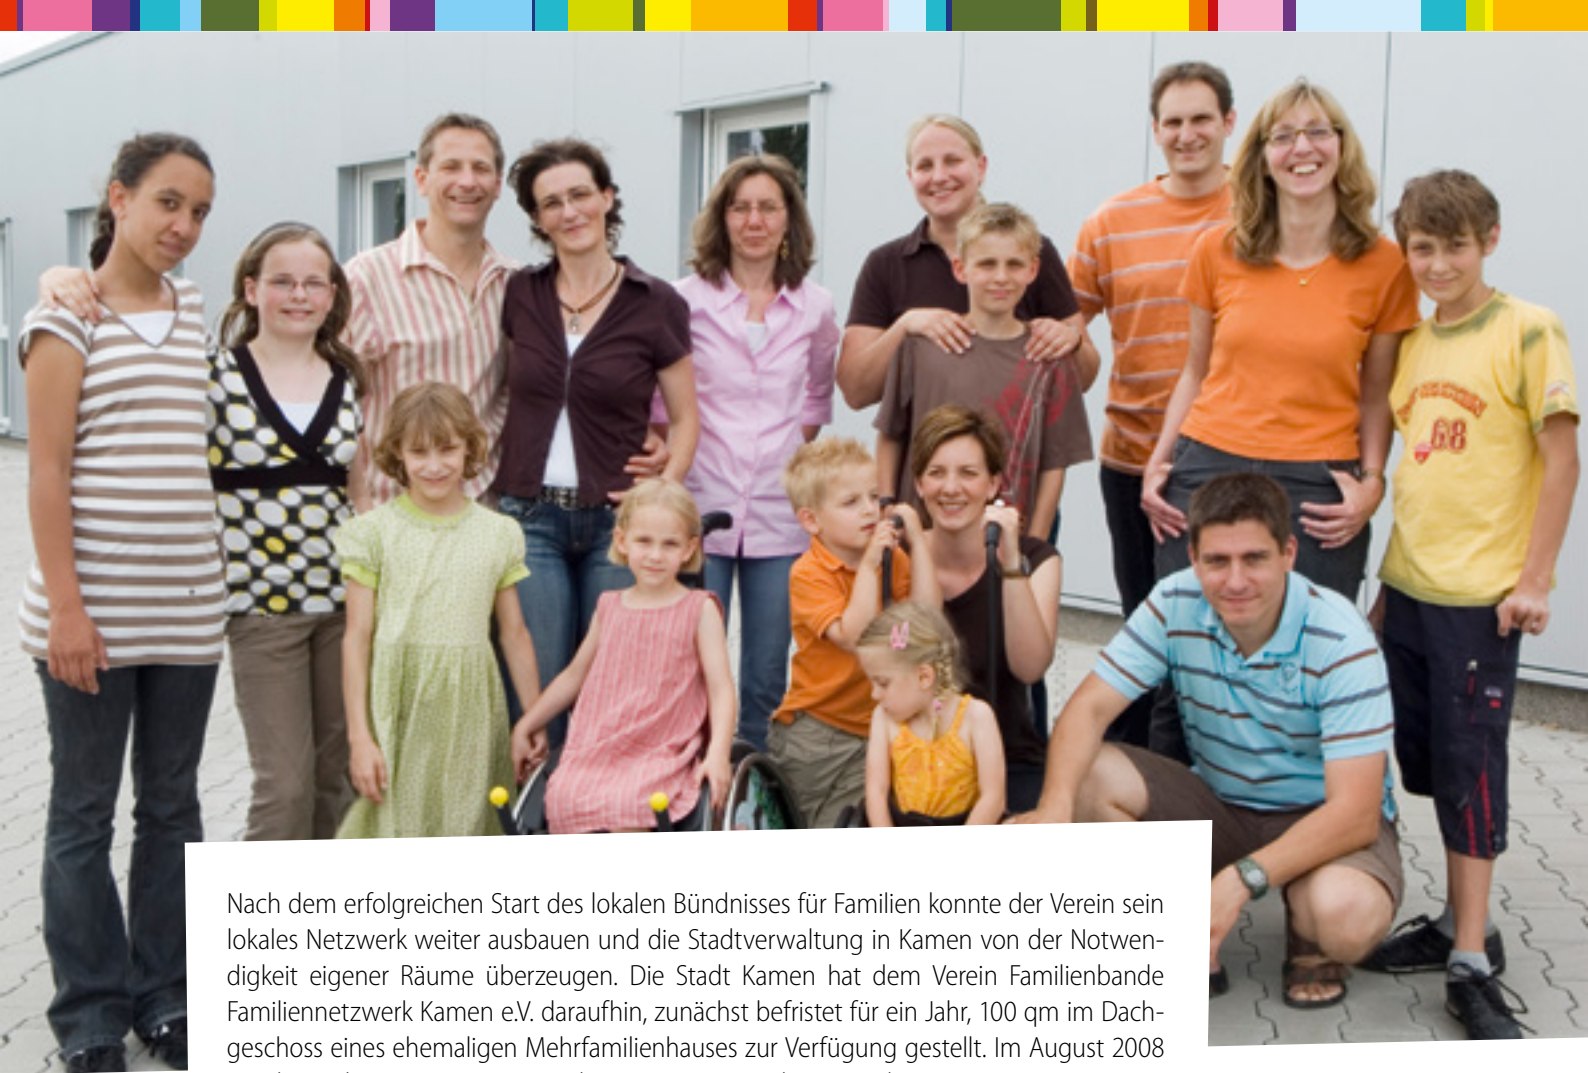 Nach dem erfolgreichen Start des lokalen Bündnisses für Familien konnte der Verein sein
lokales Netzwerk weiter ausbauen und die Stadtverwaltung in Kamen von der Notwen-
digkeit eigener Räume überzeugen. Die Stadt Kamen hat dem Verein Familienbande
Familiennetzwerk Kamen e.V. daraufhin, zunächst befristet für ein Jahr, 100 qm im Dach-
geschoss eines ehemaligen Mehrfamilienhauses zur Verfügung gestellt. Im August 2008
68